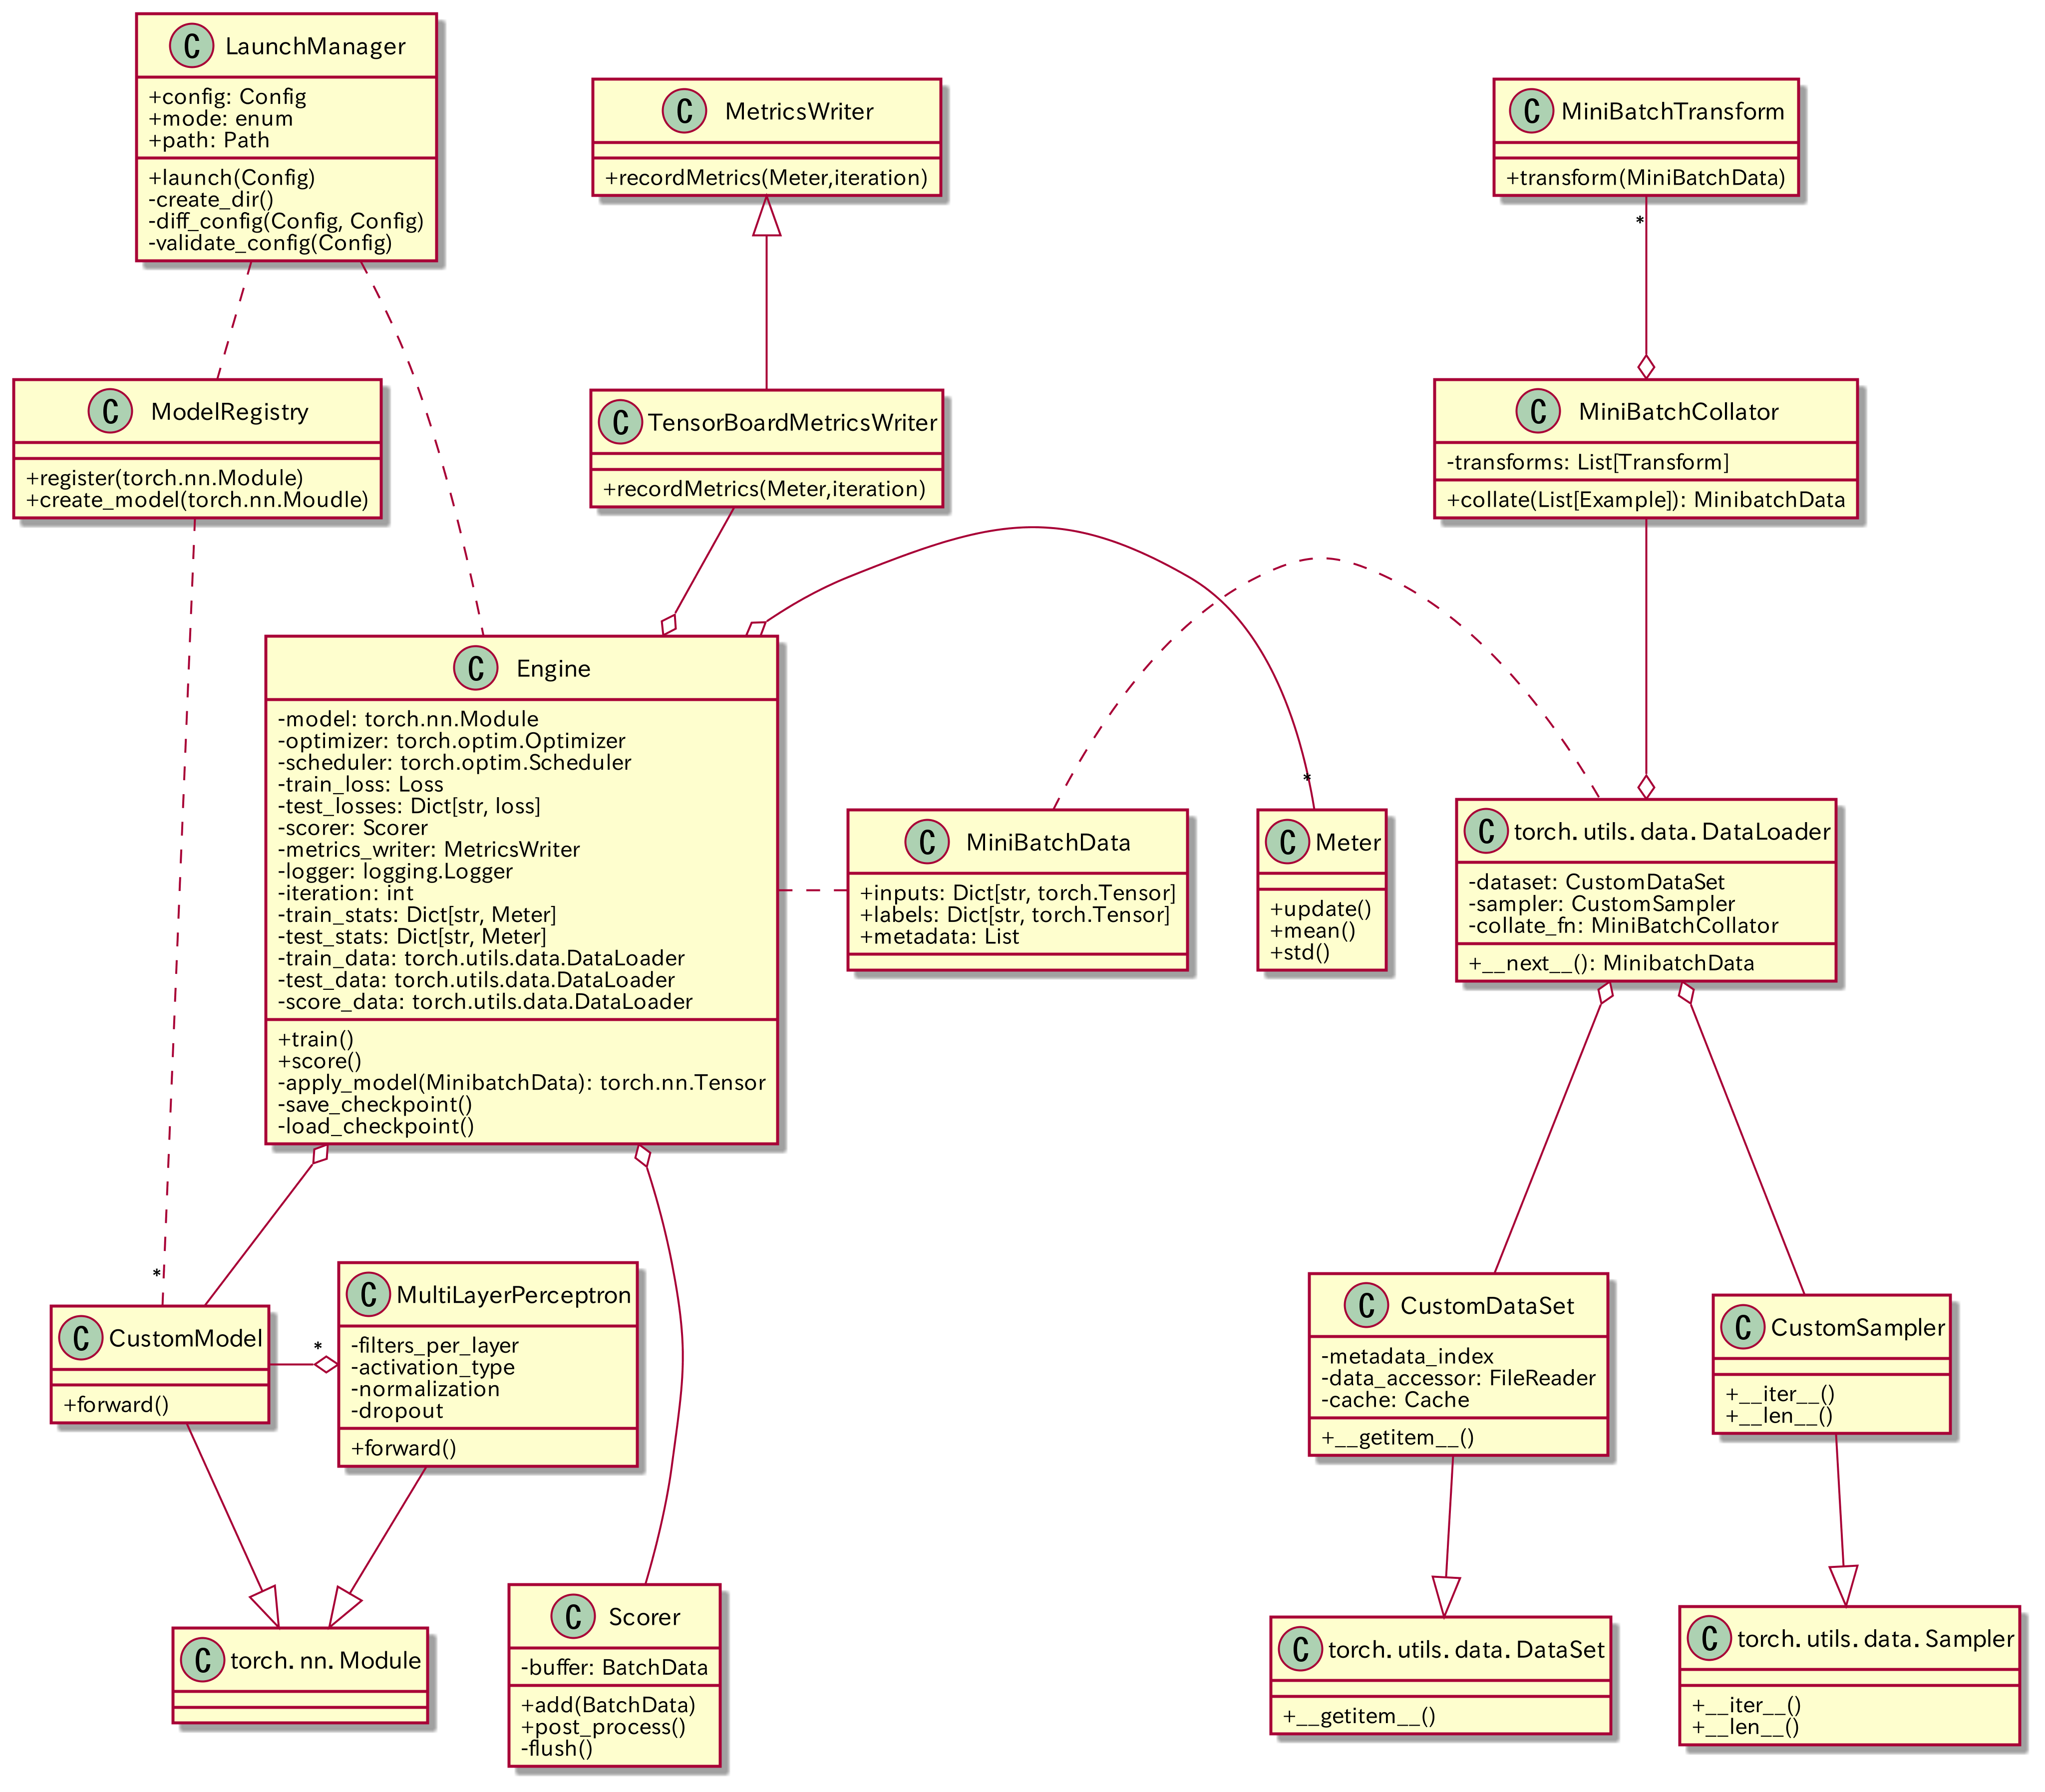 C LaunchManager
+config: Config
+mode: enum
+path: Path
+launch(Config)
-create_dir()
-diff_config(Config, Config)
-validate_config(Config)
C MetricsWriter
+recordMetrics(Meter,iteration)
C MiniBatchTransform
+transform(MiniBatchData)
*
C ModelRegistry
+register(torch.nn.Module)
+create_model(torch.nn.Moudle)
C TensorBoardMetricsWriter
+recordMetrics(Meter,iteration)
C MiniBatchCollator
-transforms: List[Transform]
+collate(List[Example]): MinibatchData
C Engine
-model: torch.nn.Module
-optimizer: torch.optim.Optimizer
-scheduler: torch.optim.Scheduler
-train_loss: Loss
-test_losses: Dict[str, loss]
-scorer: Scorer
-metrics_writer: MetricsWriter
-logger: logging.Logger
-iteration: int
-train_stats: Dict[str, Meter]
-test_stats: Dict[str, Meter]
-train_data: torch.utils.data.DataLoader
-test_data: torch.utils.data.DataLoader
-score_data: torch.utils.data.DataLoader
+train()
+score()
-apply_model(MinibatchData): torch.nn.Tensor
-save_checkpoint()
-load_checkpoint()
C MiniBatchData
+inputs: Dict[str, torch.Tensor]
+labels: Dict[str, torch.Tensor]
+metadata: List
*
C Meter
+update()
+mean()
+std()
C torch.utils.data.DataLoader
-dataset: CustomDataSet
-sampler: CustomSampler
-collate_fn: MiniBatchCollator
+__next__(): MinibatchData
*
C CustomModel
+forward()
*
C MultiLayerPerceptron
-filters_per_layer
-activation_type
-normalization
-dropout
+forward()
C CustomDataSet
-metadata_index
-data_accessor: FileReader
-cache: Cache
+__getitem__()
C CustomSampler
+__iter__()
+__len__()
C torch.nn.Module
C Scorer
-buffer: BatchData
+add(BatchData)
+post_process()
-flush()
C torch.utils.data.DataSet
+__getitem__()
C torch.utils.data.Sampler
+__iter__()
+__len__()